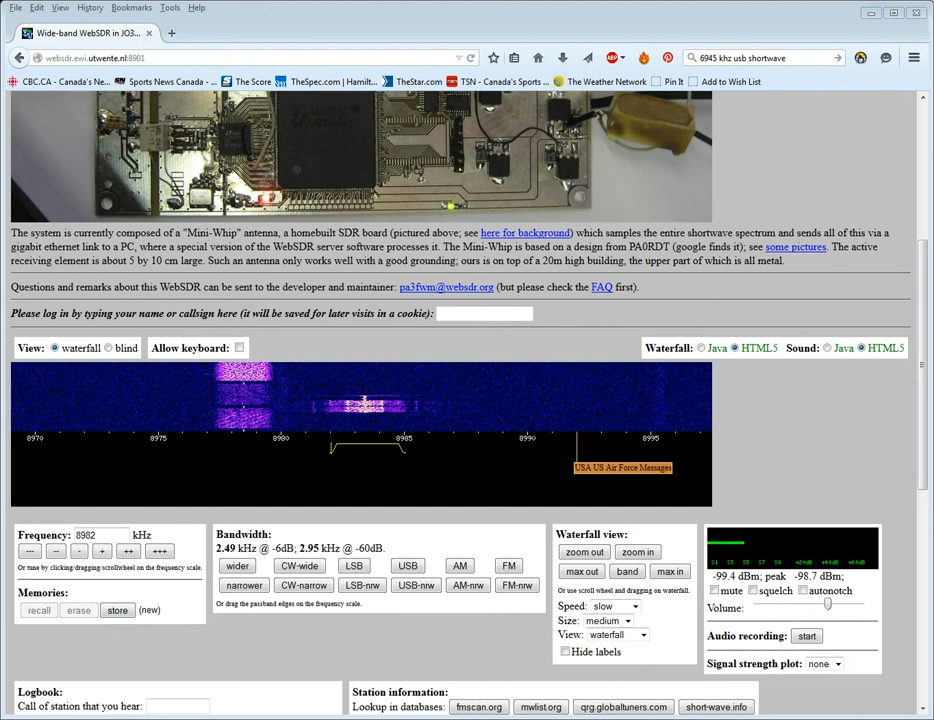 File Edit View History Bookmarks Tools Help
Wide-band WebSDR in JO3...
websdr.ewi.utwente.nl:8901
6945 khz usb shortwave
CBC.CA - Canada's Ne...
Sports News Canada - ...
The Score
TheSpec.com | Hamilt...
TheStar.com
TSN - Canada's Sports ...
The Weather Network
Pin It
Add to Wish List
The system is currently composed of a "Mini-Whip" antenna, a homebuilt SDR board (pictured above; see here for background) which samples the entire shortwave spectrum and sends all of this via a
gigabit ethernet link to a PC, where a special version of the WebSDR server software processes it. The Mini-Whip is based on a design from PA0RDT (google finds it); see some pictures. The active
receiving element is about 5 by 10 cm large. Such an antenna only works well with a good grounding; ours is on top of a 20m high building, the upper part of which is all metal.
Questions and remarks about this WebSDR can be sent to the developer and maintainer: pa3fwm@websdr.org (but please check the FAQ first).
Please log in by typing your name or callsign here (it will be saved for later visits in a cookie):
View: waterfall blind
Allow keyboard:
Waterfall: Java HTML5 Sound: Java HTML5
8970 8975 8980 8985 8990 8995
USA US Air Force Messages
Frequency: 8982 kHz
--- -- - + ++ +++
Or tune by clicking/dragging/scrollwheel on the frequency scale.
Memories:
recall erase store (new)
Bandwidth:
2.49 kHz @ -6dB; 2.95 kHz @ -60dB.
wider CW-wide LSB USB AM FM
narrower CW-narrow LSB-nrw USB-nrw AM-nrw FM-nrw
Or drag the passband edges on the frequency scale.
Waterfall view:
zoom out zoom in
max out band max in
Or use scroll wheel and dragging on waterfall.
Speed: slow
Size: medium
View: waterfall
Hide labels
S1 S3 S5 S7 S9 +20dB +40dB +60dB
-99.4 dBm; peak -98.7 dBm;
mute squelch autonotch
Volume:
Audio recording: start
Signal strength plot: none
Logbook:
Call of station that you hear:
Station information:
Lookup in databases: fmscan.org mwlist.org qrg.globaltuners.com short-wave.info